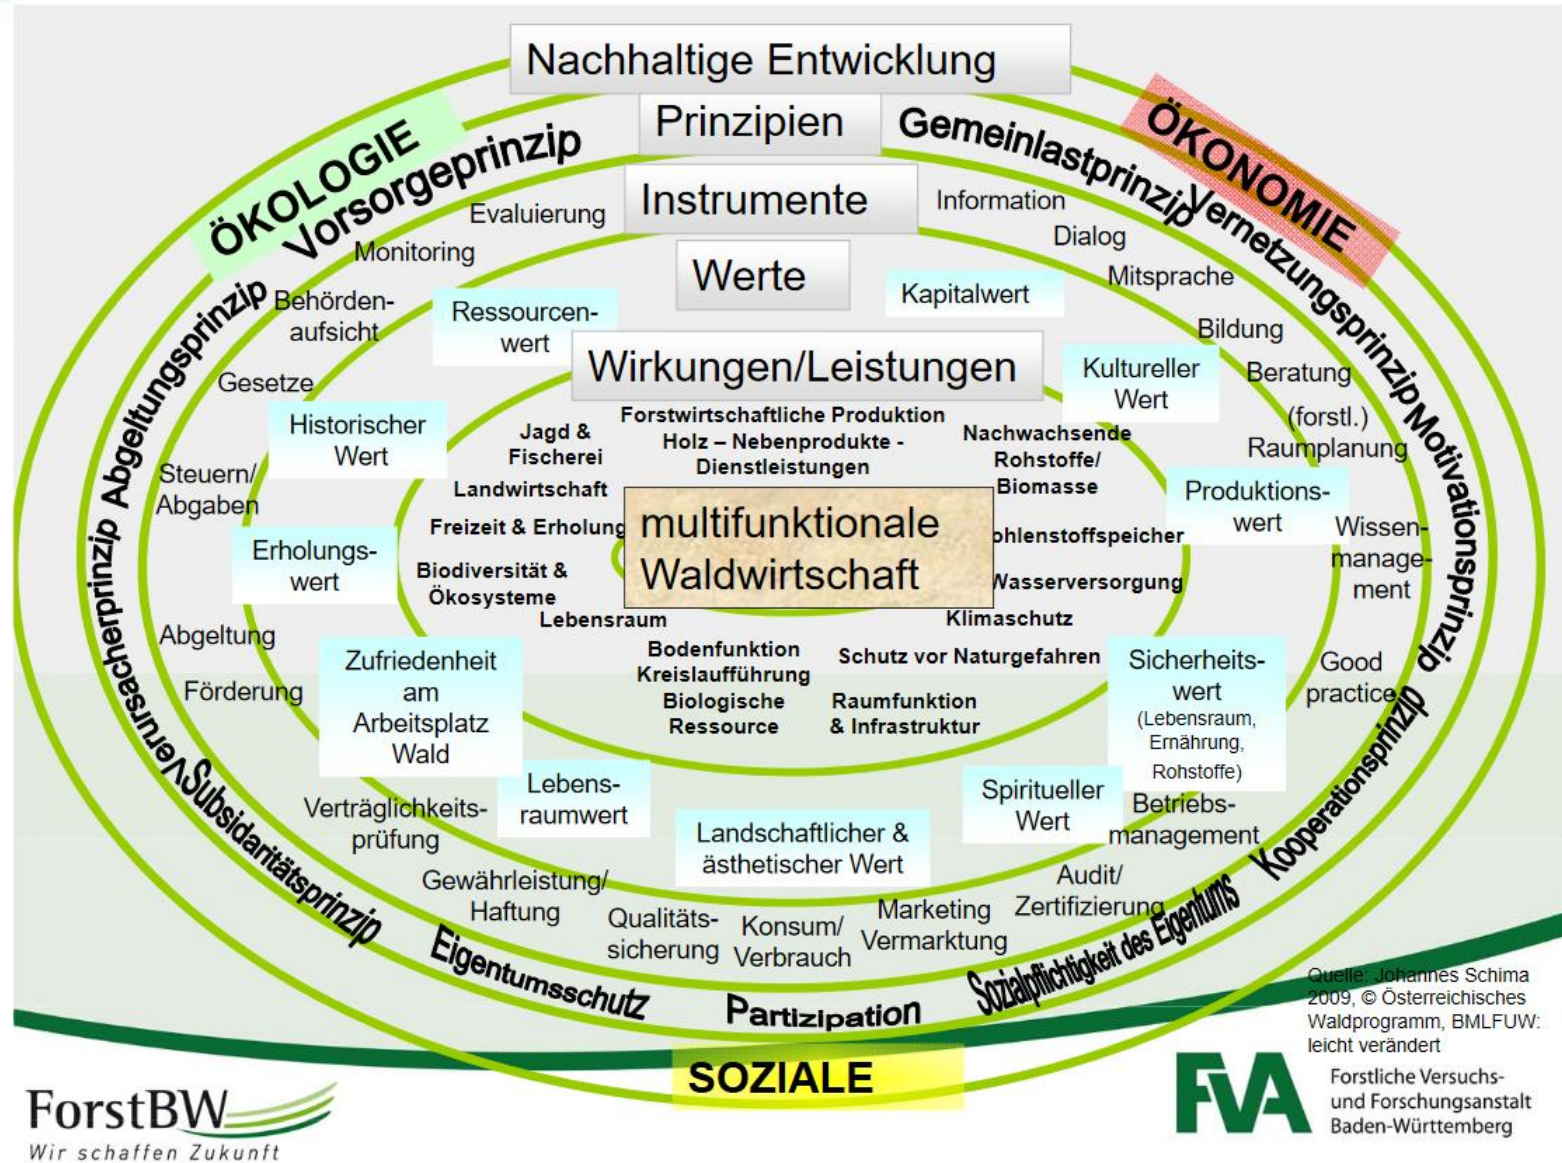 Nachhaltige Entwicklung
Prinzipien
Instrumente
Werte
Wirkungen/Leistungen
multifunktionale
Waldwirtschaft
ÖKOLOGIE
ÖKONOMIE
SOZIALE
Vorsorgeprinzip
Gemeinlastprinzip
Vernetzungsprinzip
Motivationsprinzip
Kooperationsprinzip
Sozialpflichtigkeit des Eigentums
Partizipation
Eigentumsschutz
Subsidaritätsprinzip
Verursacherprinzip
Abgeltungsprinzip
Evaluierung
Monitoring
Behörden-
aufsicht
Gesetze
Steuern/
Abgaben
Abgeltung
Förderung
Verträglichkeits-
prüfung
Gewährleistung/
Haftung
Qualitäts-
sicherung
Konsum/
Verbrauch
Marketing
Vermarktung
Audit/
Zertifizierung
Betriebs-
management
Good
practice
Wissen-
manage-
ment
(forstl.)
Raumplanung
Beratung
Bildung
Mitsprache
Dialog
Information
Ressourcen-
wert
Kapitalwert
Kultureller
Wert
Produktions-
wert
Sicherheits-
wert
(Lebensraum,
Ernährung,
Rohstoffe)
Spiritueller
Wert
Landschaftlicher &
ästhetischer Wert
Lebens-
raumwert
Zufriedenheit
am
Arbeitsplatz
Wald
Erholungs-
wert
Historischer
Wert
Forstwirtschaftliche Produktion
Holz – Nebenprodukte -
Dienstleistungen
Jagd &
Fischerei
Landwirtschaft
Freizeit & Erholung
Biodiversität &
Ökosysteme
Lebensraum
Bodenfunktion
Kreislaufführung
Biologische
Ressource
Raumfunktion
& Infrastruktur
Schutz vor Naturgefahren
Klimaschutz
Wasserversorgung
ohlenstoffspeicher
Nachwachsende
Rohstoffe/
Biomasse
Quelle: Johannes Schima
2009, © Österreichisches
Waldprogramm, BMLFUW:
leicht verändert
ForstBW
Wir schaffen Zukunft
FVA
Forstliche Versuchs-
und Forschungsanstalt
Baden-Württemberg